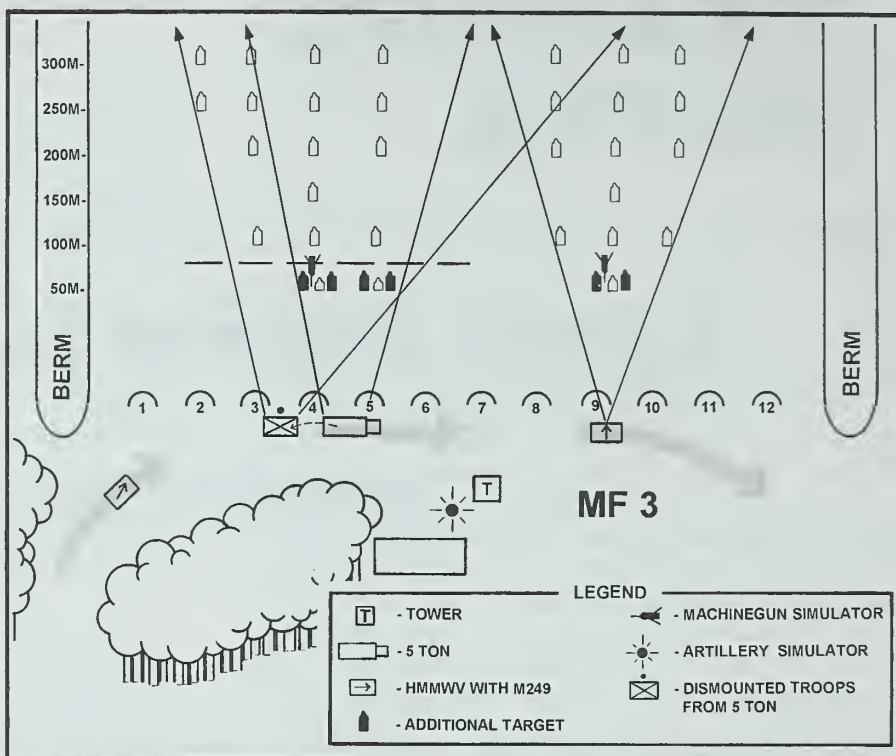 300M-
250M-
200M-
150M-
100M-
50M-
BERM
BERM
1 2 3 4 5 6 7 8 9 10 11 12
T
MF 3
LEGEND
T - TOWER
- 5 TON
- HMMWV WITH M249
- ADDITIONAL TARGET
- MACHINEGUN SIMULATOR
- ARTILLERY SIMULATOR
- DISMOUNTED TROOPS
FROM 5 TON